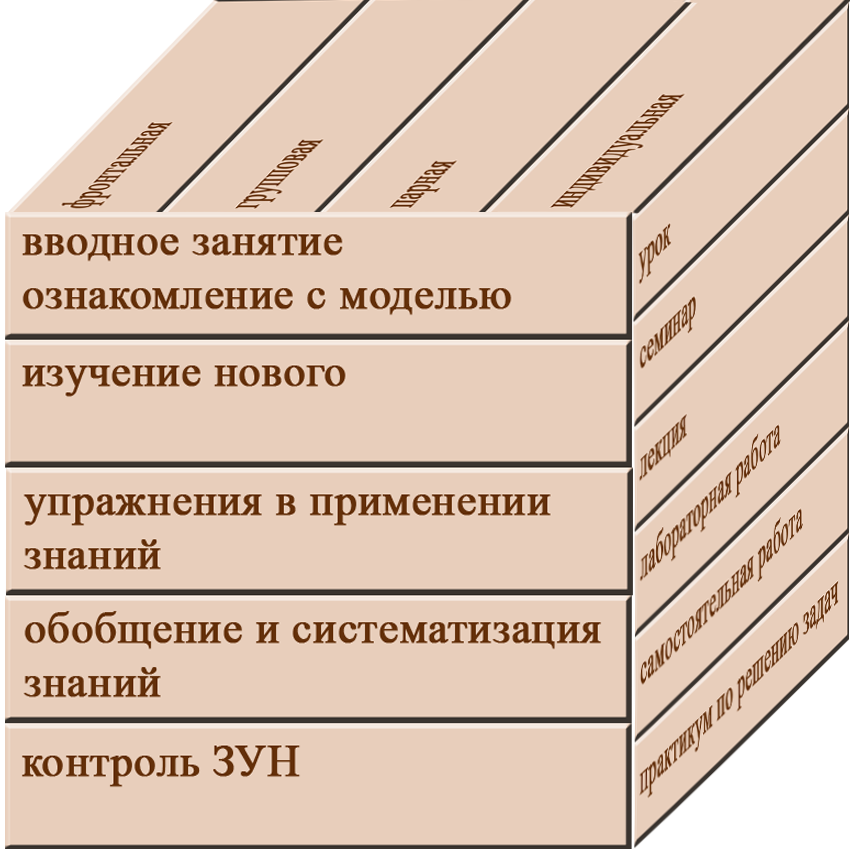 фронтальная
групповая
парная
индивидуальная
вводное занятие
ознакомление с моделью
изучение нового
упражнения в применении
знаний
обобщение и систематизация
знаний
контроль ЗУН
урок
семинар
лекция
лабораторная работа
самостоятельная работа
практикум по решению задач